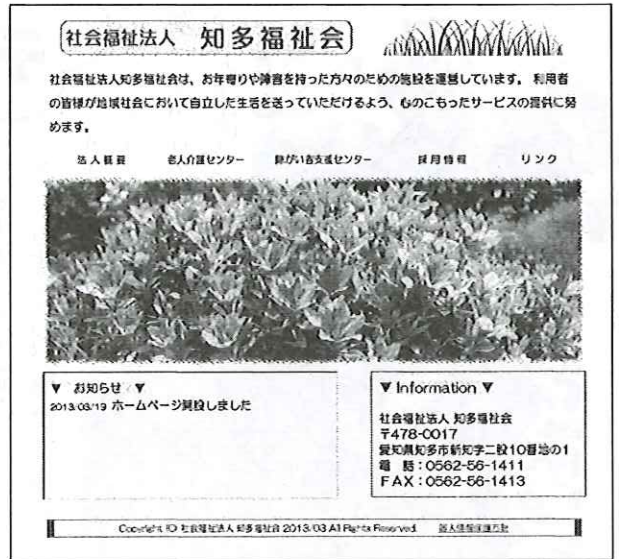 社会福祉法人 知多福祉会
社会福祉法人知多福祉会は、お年寄りや障害を持った方々のための施設を運営しています。 利用者
の皆様が地域社会において自立した生活を送っていただけるよう、心のこもったサービスの提供に努
めます。
法人概要 老人介護センター 障がい者支援センター 採用情報 リンク
▼ お知らせ ▼
2013/03/19 ホームページ開設しました
▼ Information ▼
社会福祉法人 知多福祉会
〒478-0017
愛知県知多市新知字二股10番地の1
電 話：0562-56-1411
FAX：0562-56-1413
Copyright (C) 社会福祉法人 知多福祉会 2013/03 All Rights Reserved. 個人情報保護方針